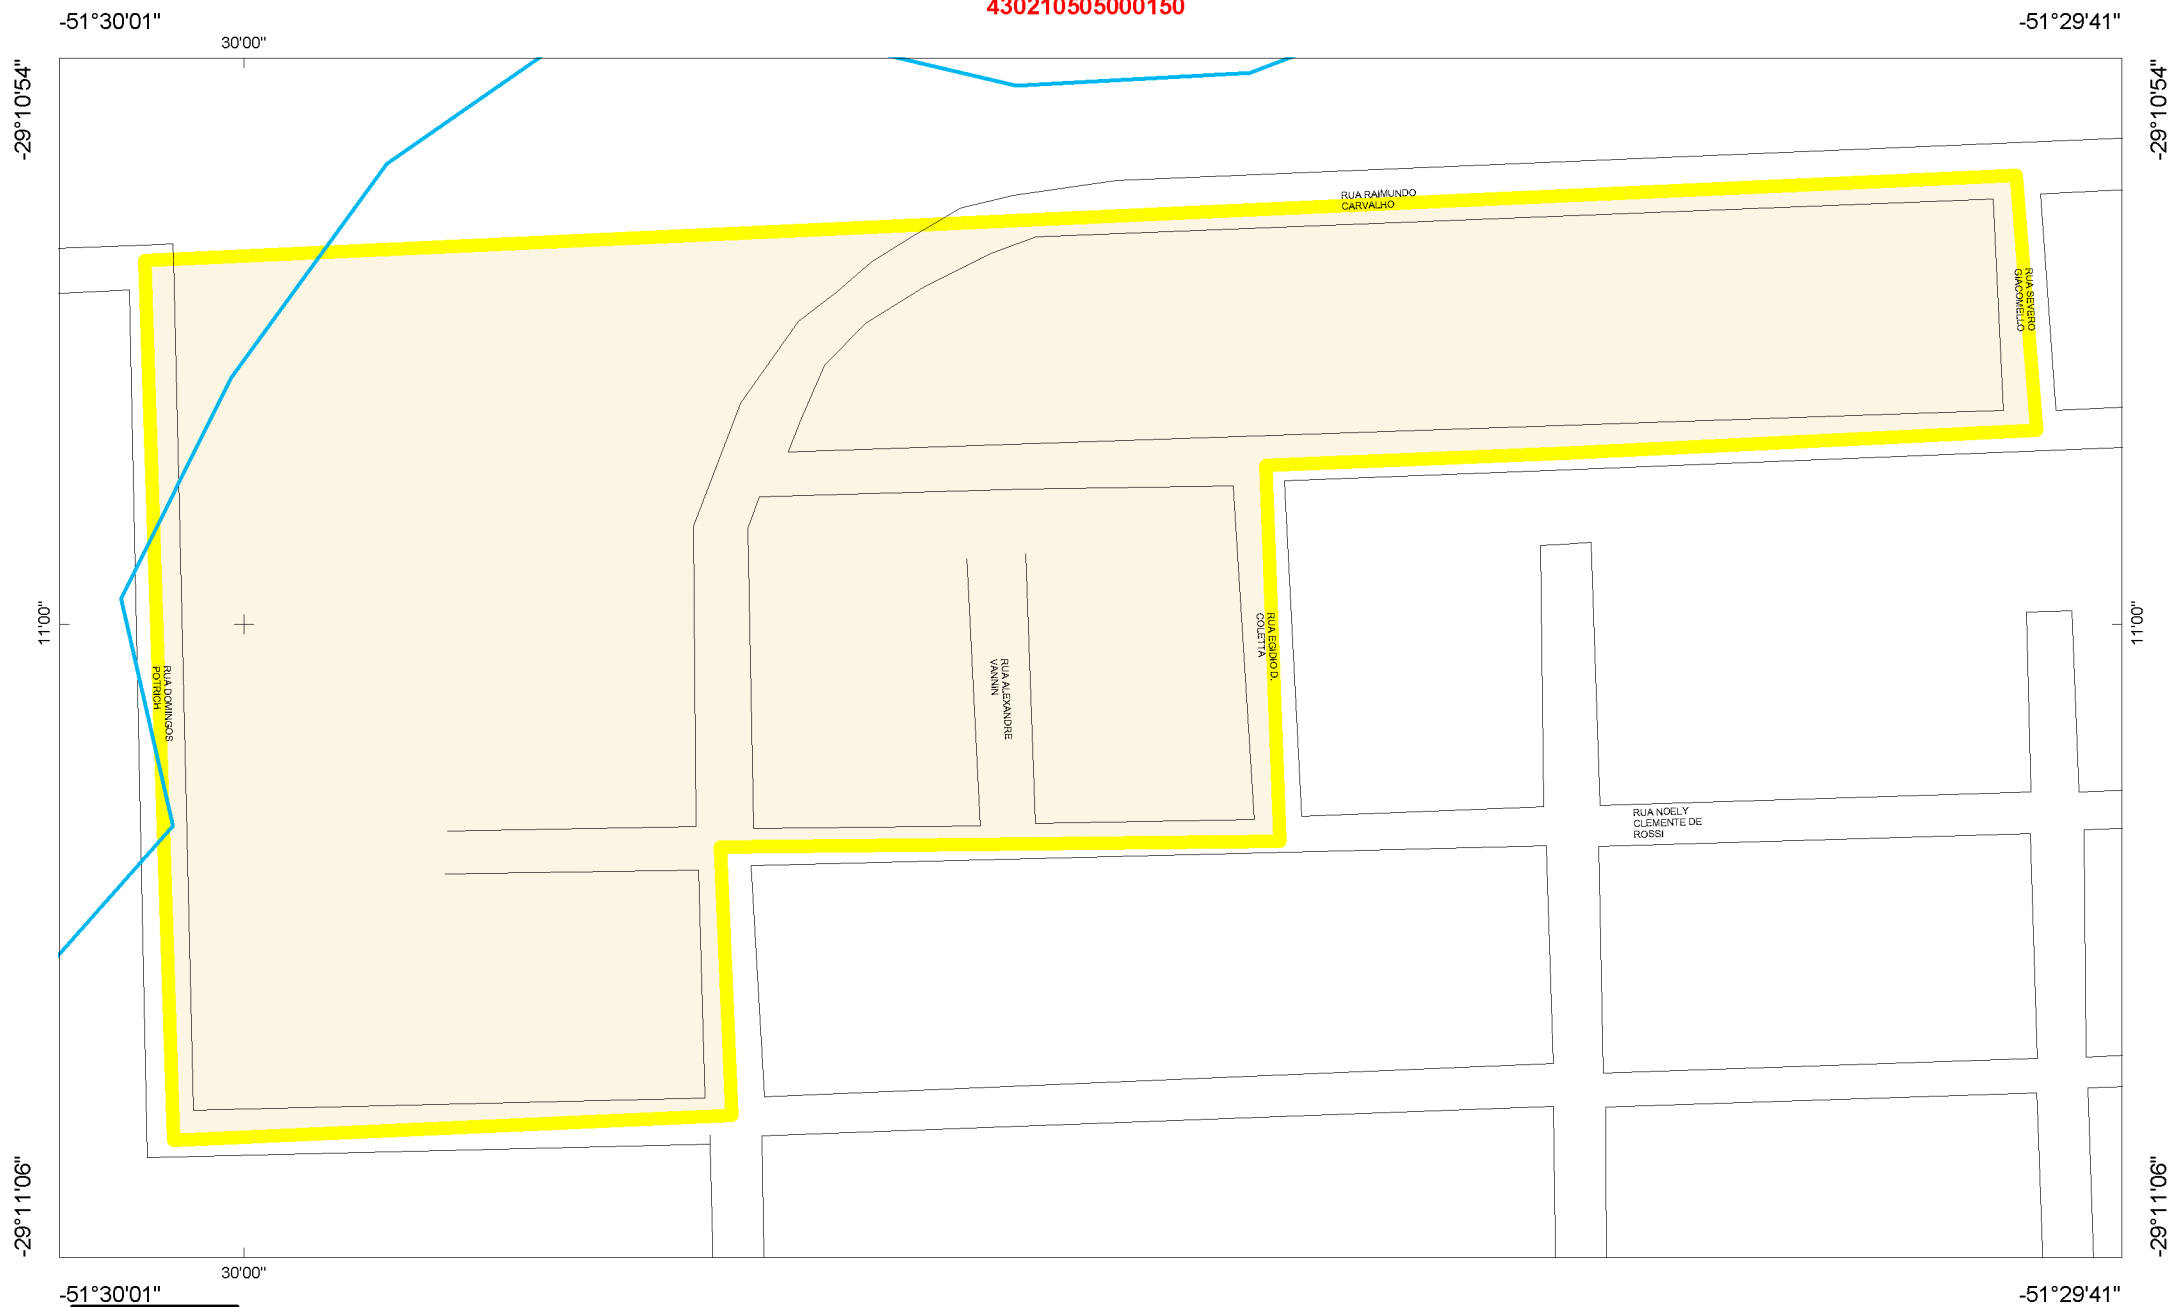 430210505000150
-51°30'01"
-51°29'41"
30'00"
-29°10'54"
-29°10'54"
RUA RAIMUNDO
CARVALHO
RUA SEVERO
GIACOMELLO
11'00"
11'00"
RUA EGIDIO D.
COLETTA
RUA ALEXANDRE
VANNIN
RUA DOMINGOS
POTRICH
RUA NOELY
CLEMENTE DE
ROSSI
-29°11'06"
-29°11'06"
30'00"
-51°30'01"
-51°29'41"